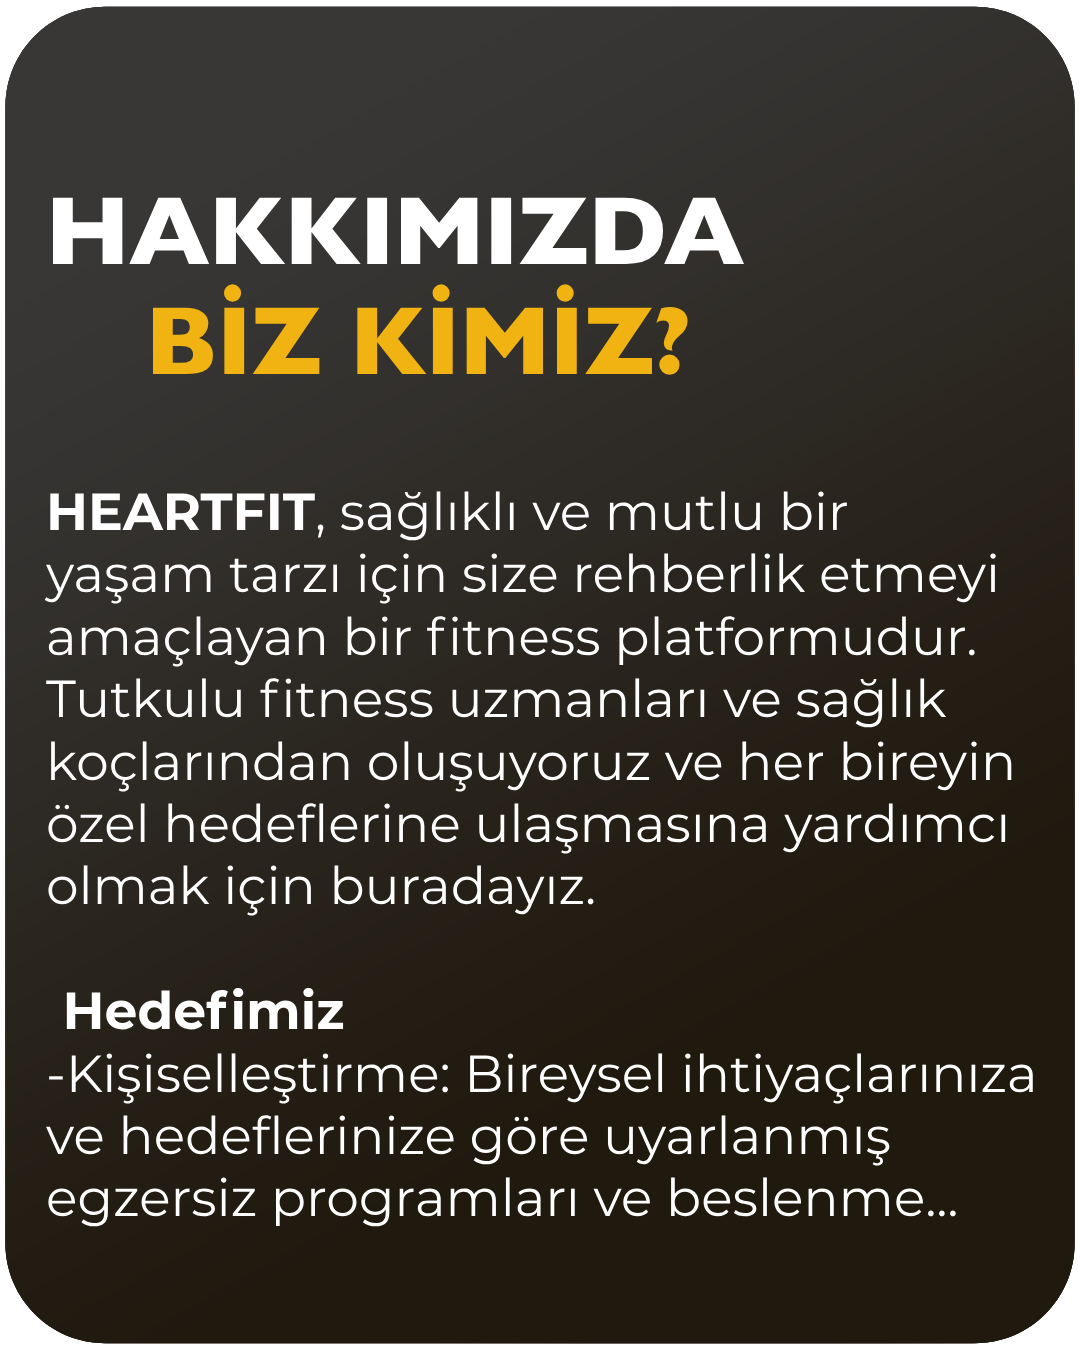 HAKKIMIZDA
BİZ KİMİZ?
HEARTFIT, sağlıklı ve mutlu bir
yaşam tarzı için size rehberlik etmeyi
amaçlayan bir fitness platformudur.
Tutkulu fitness uzmanları ve sağlık
koçlarından oluşuyoruz ve her bireyin
özel hedeflerine ulaşmasına yardımcı
olmak için buradayız.
Hedefimiz
-Kişiselleştirme: Bireysel ihtiyaçlarınıza
ve hedeflerinize göre uyarlanmış
egzersiz programları ve beslenme...